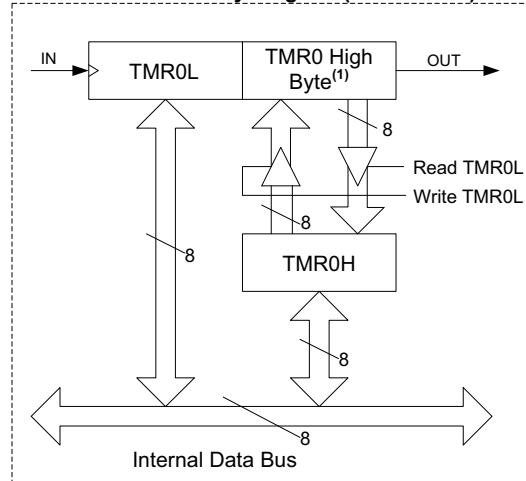 IN
TMR0L
TMR0 High
Byte(1)
OUT
8
Read TMR0L
Write TMR0L
8
8
TMR0H
8
8
Internal Data Bus